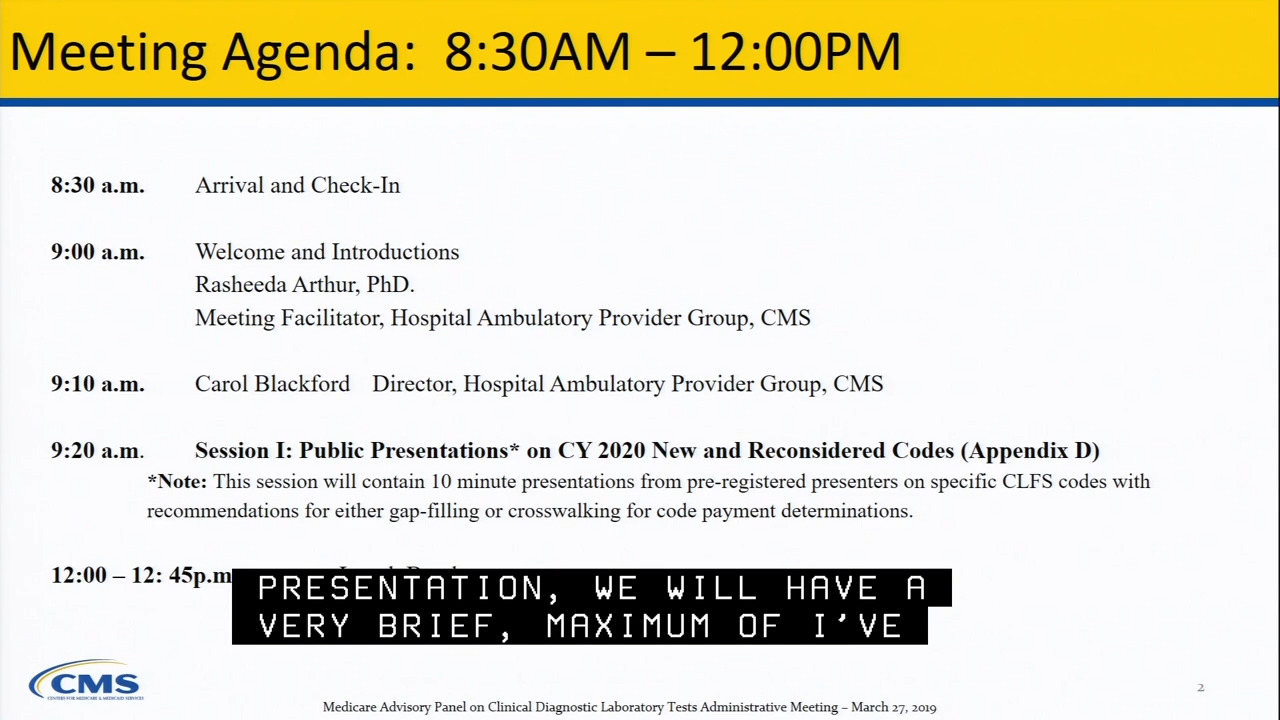 Meeting Agenda: 8:30AM – 12:00PM
8:30 a.m. Arrival and Check-In
9:00 a.m. Welcome and Introductions
Rasheeda Arthur, PhD.
Meeting Facilitator, Hospital Ambulatory Provider Group, CMS
9:10 a.m. Carol Blackford Director, Hospital Ambulatory Provider Group, CMS
9:20 a.m. Session I: Public Presentations* on CY 2020 New and Reconsidered Codes (Appendix D)
*Note: This session will contain 10 minute presentations from pre-registered presenters on specific CLFS codes with
recommendations for either gap-filling or crosswalking for code payment determinations.
12:00 – 12: 45p.m
PRESENTATION, WE WILL HAVE A
VERY BRIEF, MAXIMUM OF I'VE
CMS
CENTERS FOR MEDICARE & MEDICAID SERVICES
2
Medicare Advisory Panel on Clinical Diagnostic Laboratory Tests Administrative Meeting – March 27, 2019